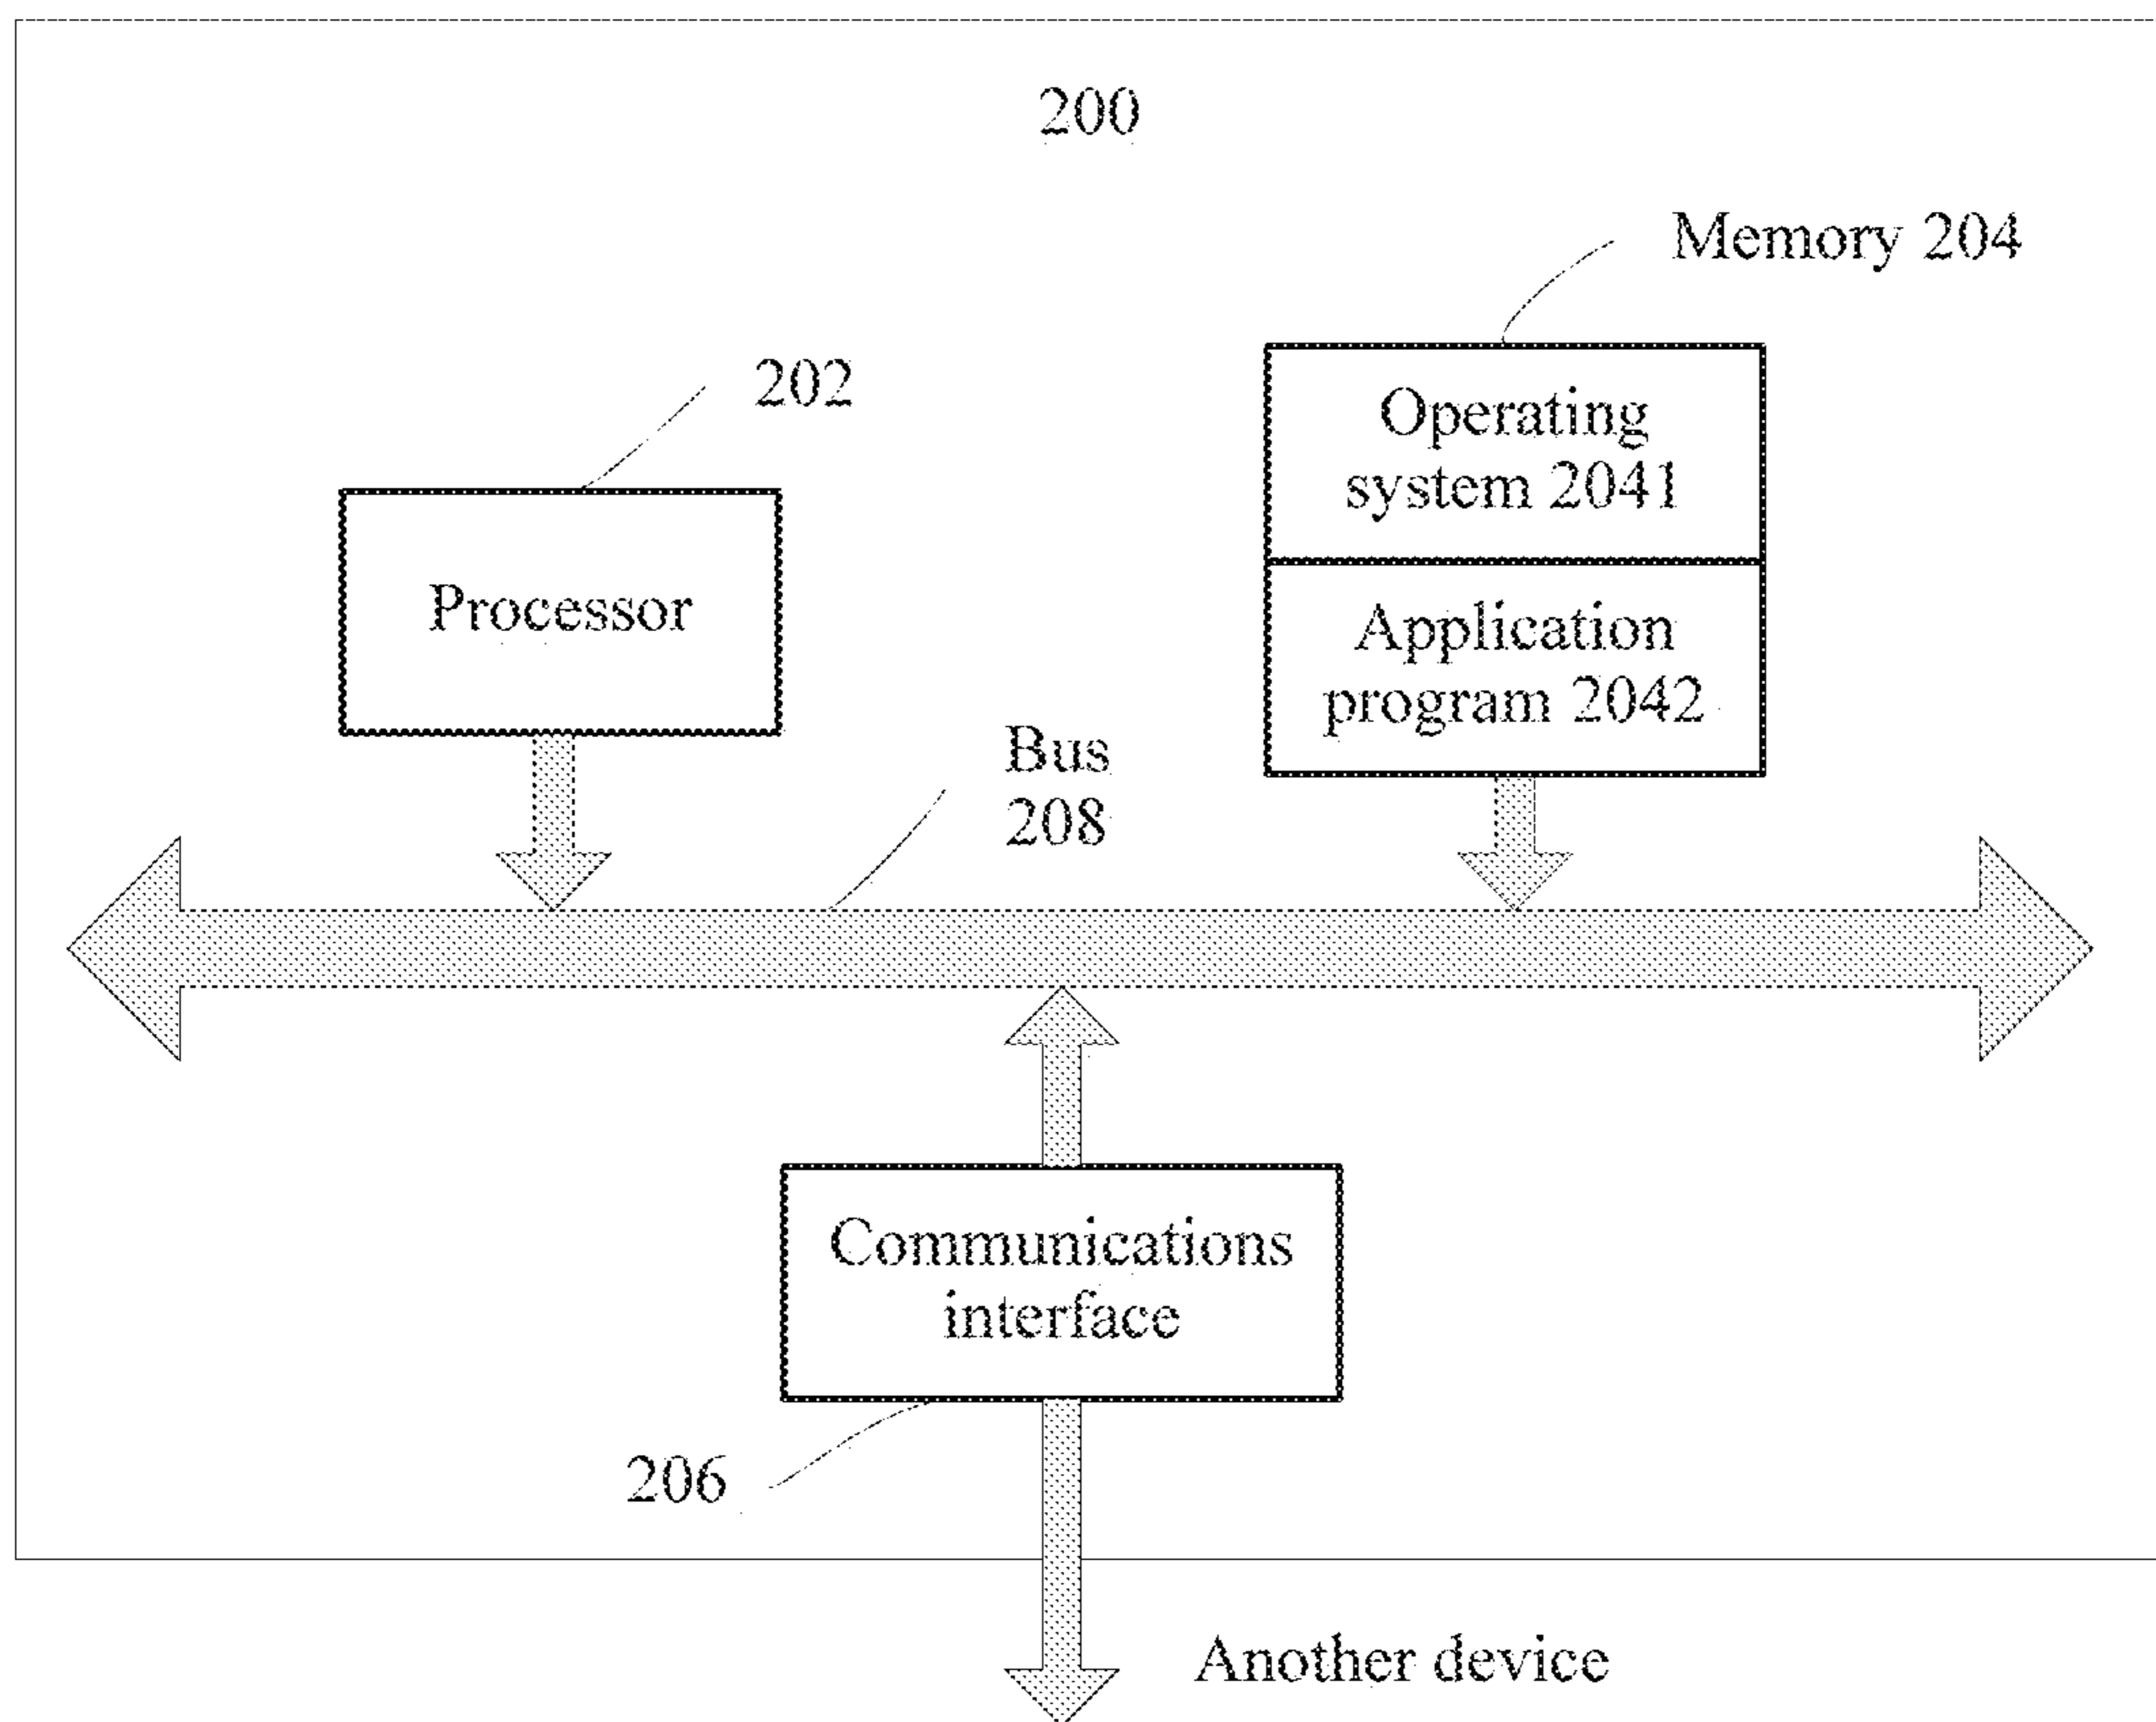 200
Memory 204
202
Operating
system 2041
Processor
Application
program 2042
Bus
208
Communications
interface
206
Another device